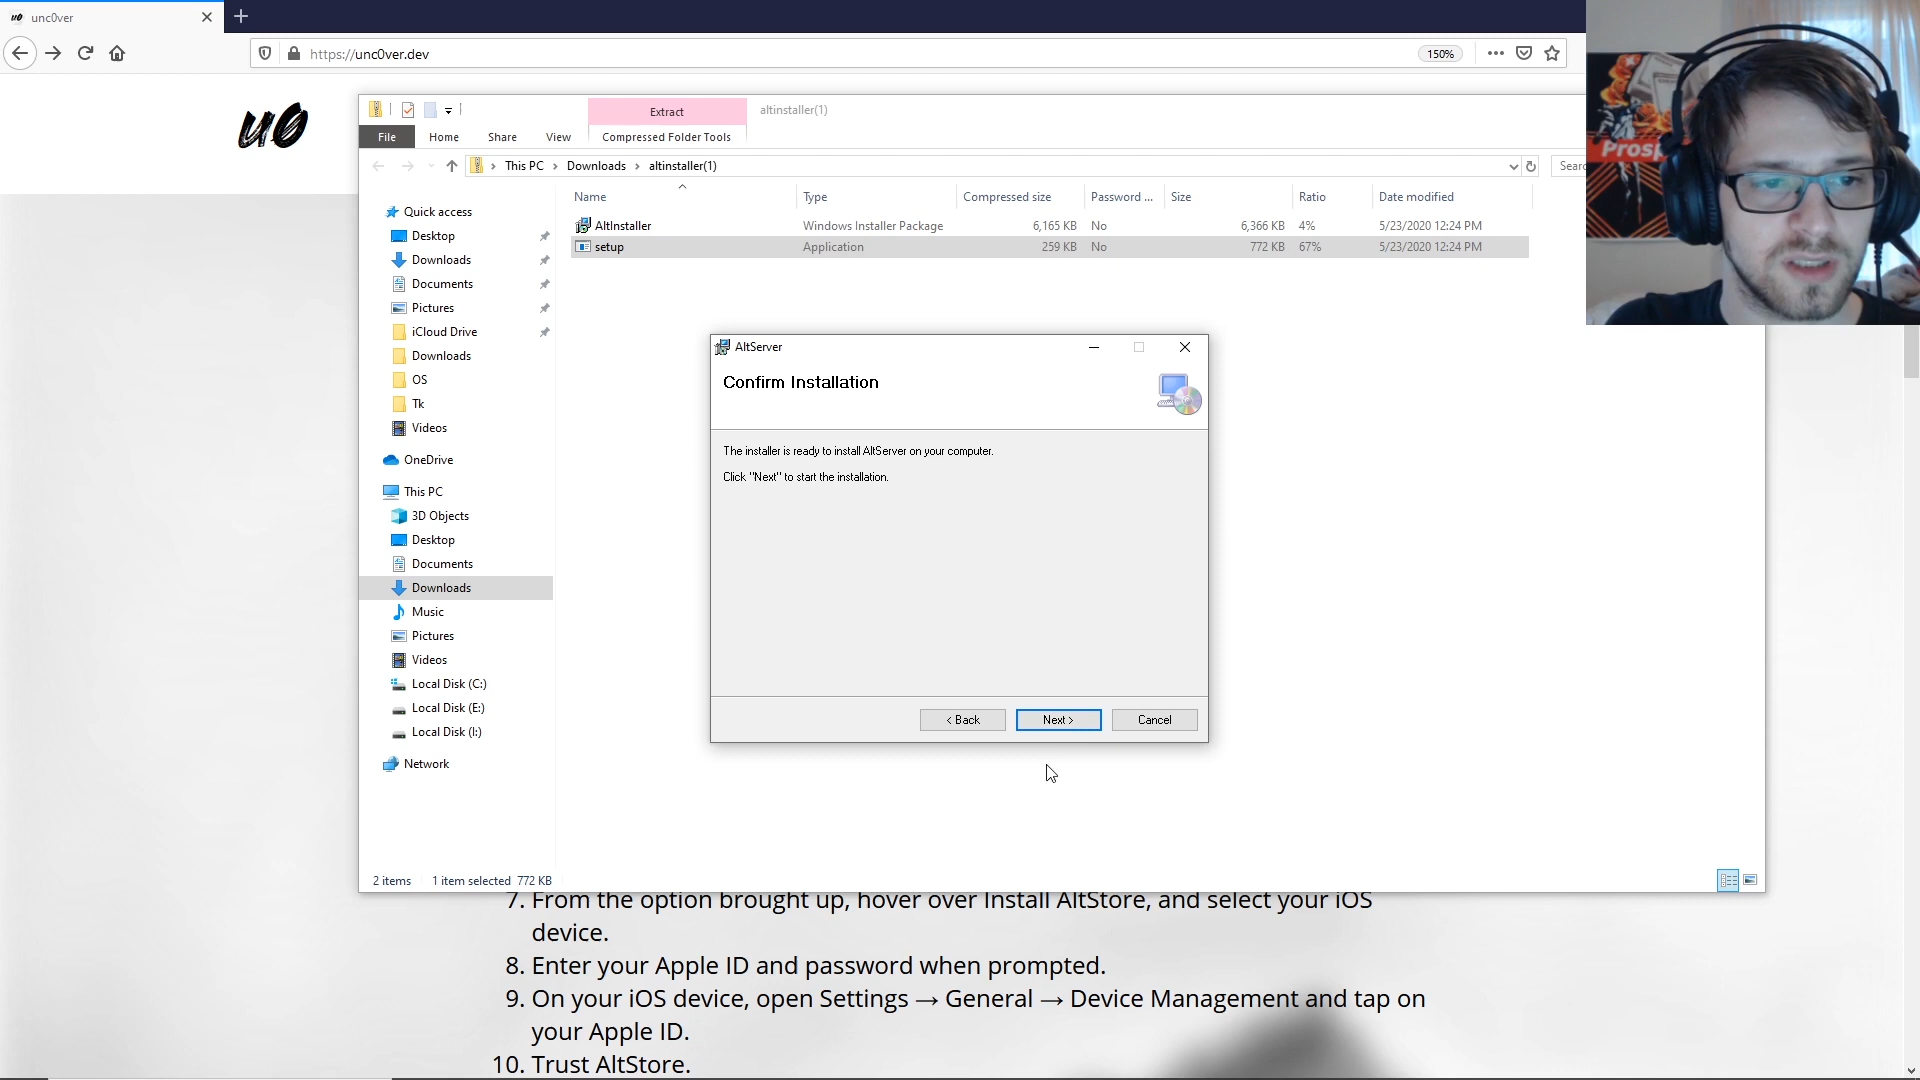 unc0ver
https://unc0ver.dev
150%
u0
Extract
altinstaller(1)
File
Home
Share
View
Compressed Folder Tools
This PC
Downloads
altinstaller(1)
Sear
Name
Type
Compressed size
Password ...
Size
Ratio
Date modified
AltInstaller
Windows Installer Package
6,165 KB
No
6,366 KB
4%
5/23/2020 12:24 PM
setup
Application
259 KB
No
772 KB
67%
5/23/2020 12:24 PM
Quick access
Desktop
Downloads
Documents
Pictures
iCloud Drive
Downloads
OS
Tk
Videos
OneDrive
This PC
3D Objects
Desktop
Documents
Downloads
Music
Pictures
Videos
Local Disk (C:)
Local Disk (E:)
Local Disk (I:)
Network
AltServer
Confirm Installation
The installer is ready to install AltServer on your computer.
Click "Next" to start the installation.
< Back
Next >
Cancel
2 items
1 item selected 772 KB
7. From the option brought up, hover over Install AltStore, and select your iOS
device.
8. Enter your Apple ID and password when prompted.
9. On your iOS device, open Settings → General → Device Management and tap on
your Apple ID.
10. Trust AltStore.